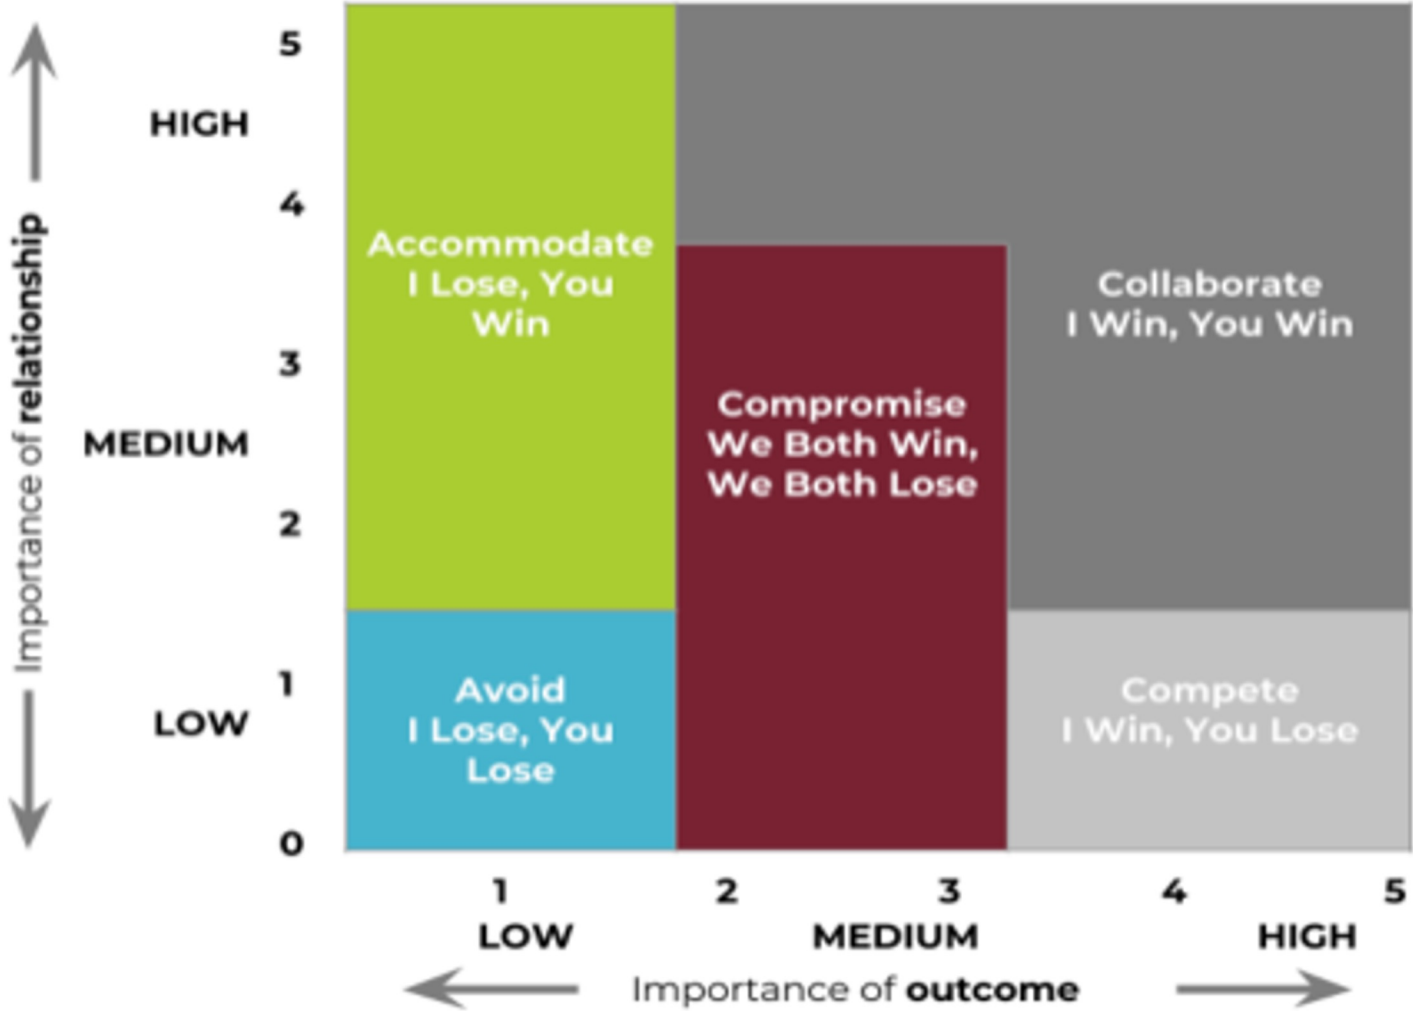 5
HIGH
4
Accommodate
I Lose, You
Win
Collaborate
I Win, You Win
3
Importance of relationship
MEDIUM
Compromise
We Both Win,
We Both Lose
2
1
LOW
Avoid
I Lose, You
Lose
Compete
I Win, You Lose
0
1 2 3 4 5
LOW MEDIUM HIGH
Importance of outcome